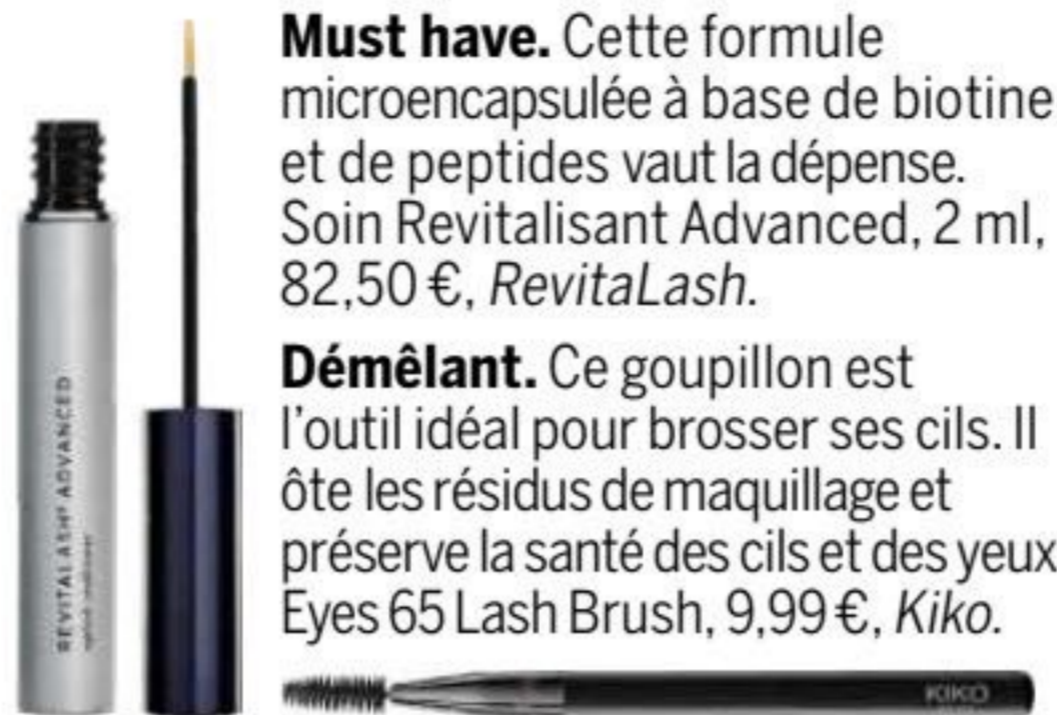 Must have. Cette formule
microencapsulée à base de biotine
et de peptides vaut la dépense.
Soin Revitalisant Advanced, 2 ml,
82,50 €, RevitaLash.
Démêlant. Ce goupillon est
l’outil idéal pour brosser ses cils. Il
ôte les résidus de maquillage et
préserve la santé des cils et des yeux
Eyes 65 Lash Brush, 9,99 €, Kiko.
REVITALASH® ADVANCED
KIKO